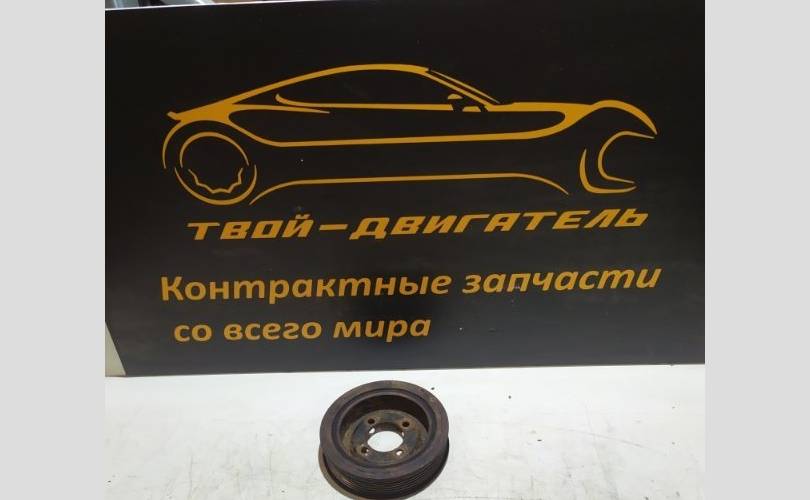 ТВОЙ-ДВИГАТЕЛЬ
Контрактные запчасти
со всего мира